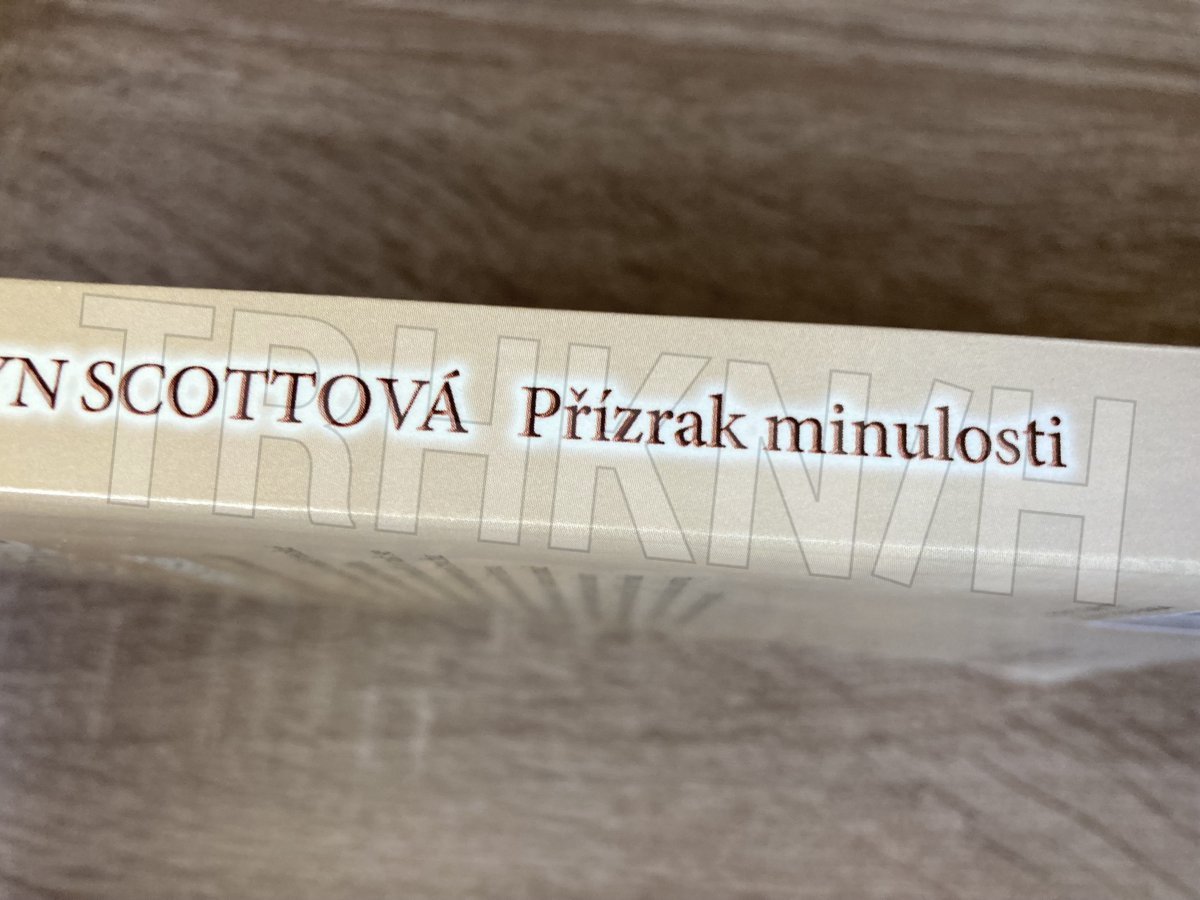 YN SCOTTOVÁ Přízrak minulosti
TRHKNIH